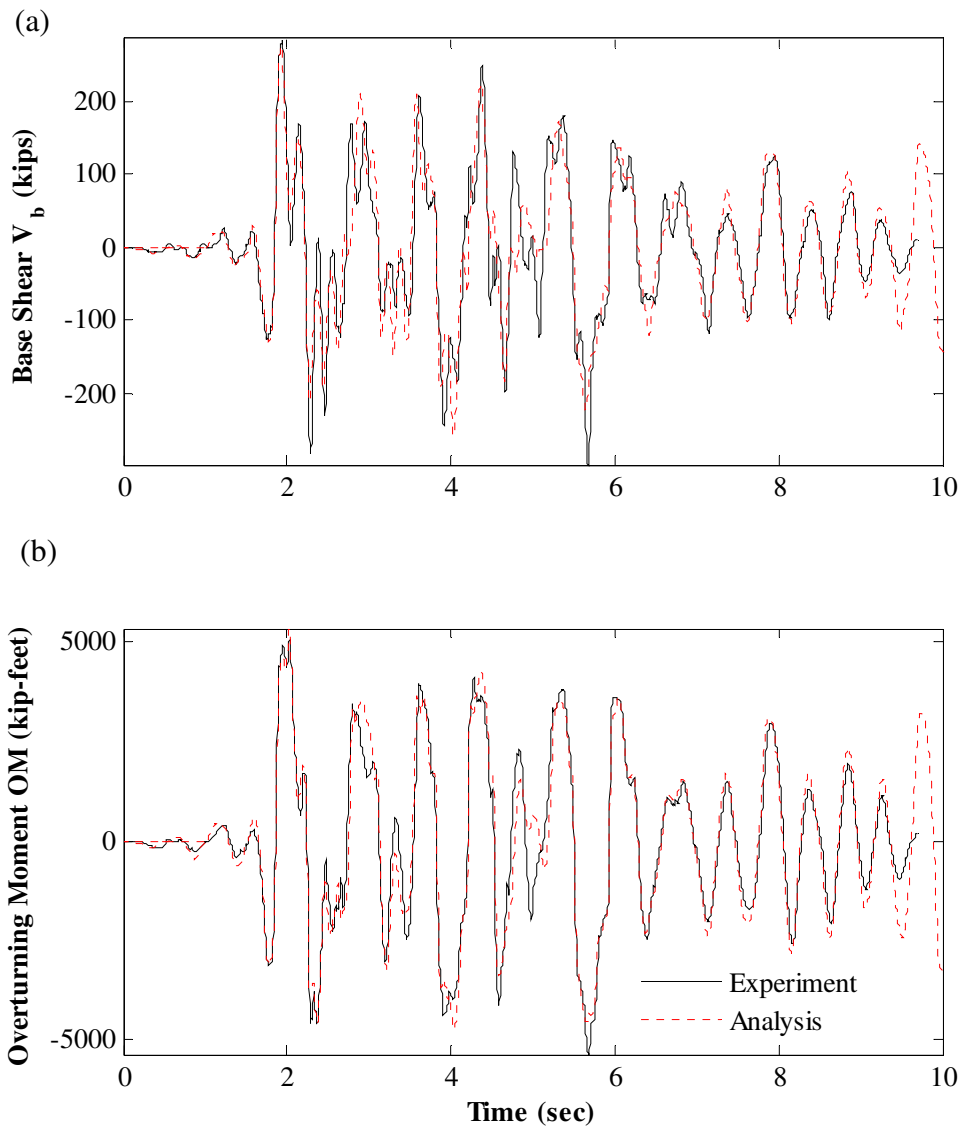 (a)
Base Shear V b (kips)
200
100
0
-100
-200
0 2 4 6 8 10
(b)
Overturning Moment OM (kip-feet)
5000
0
-5000
Experiment
Analysis
0 2 4 6 8 10
Time (sec)